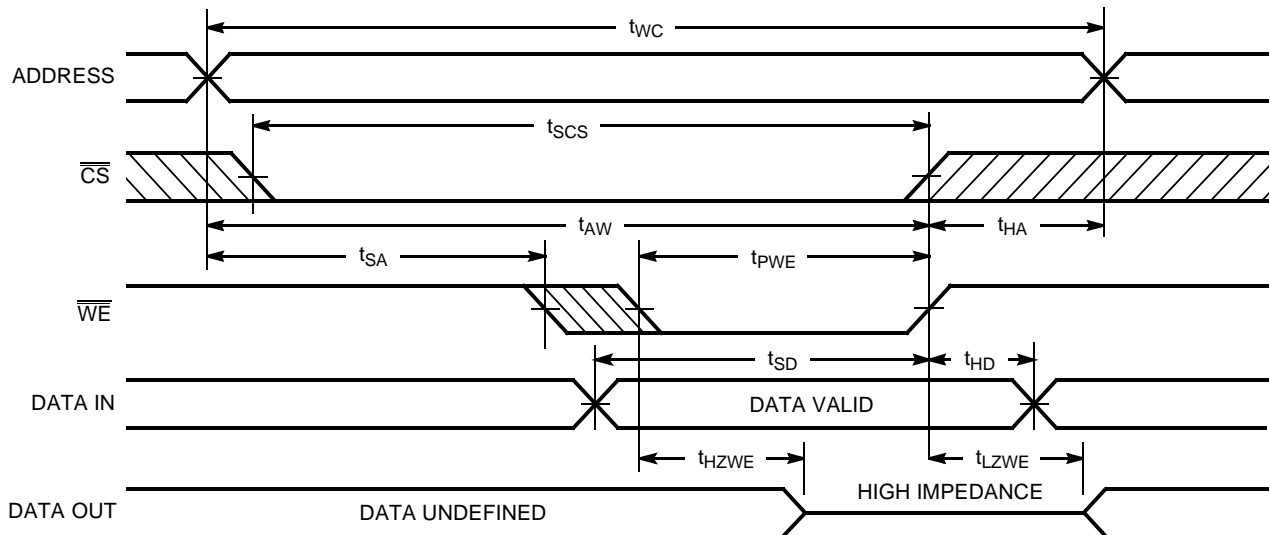 tWC
ADDRESS
tSCS
CS
tAW
tHA
tSA
tPWE
WE
tSD
tHD
DATA IN
DATA VALID
tHZWE
tLZWE
HIGH IMPEDANCE
DATA OUT
DATA UNDEFINED